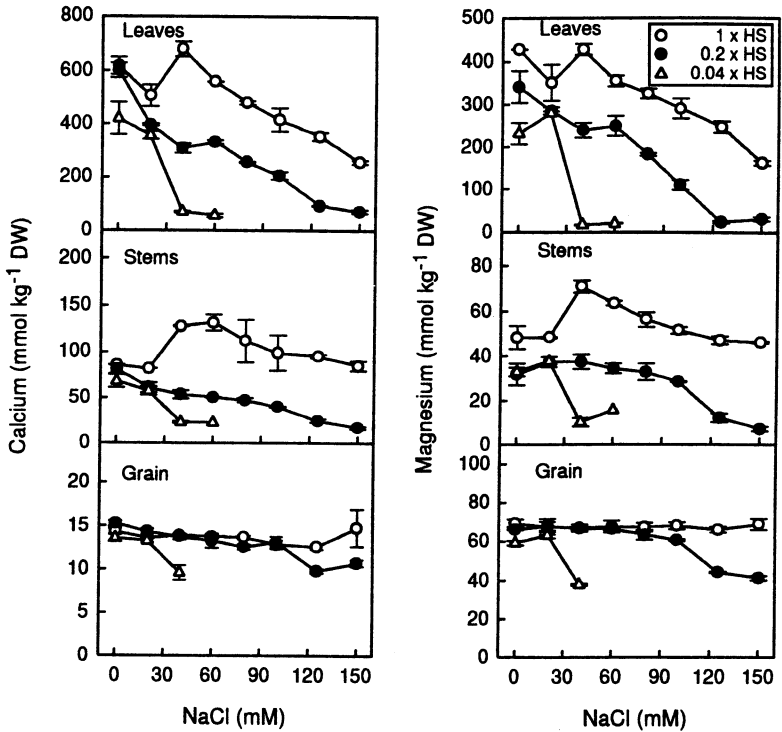 Leaves
800
600
400
200
0
Stems
200
150
100
50
0
Grain
20
15
10
5
0
0 30 60 90 120 150
NaCl (mM)
Calcium (mmol kg-1 DW)
Leaves
1 x HS
0.2 x HS
0.04 x HS
500
400
300
200
100
0
Stems
80
60
40
20
0
Grain
100
80
60
40
20
0
0 30 60 90 120 150
NaCl (mM)
Magnesium (mmol kg-1 DW)